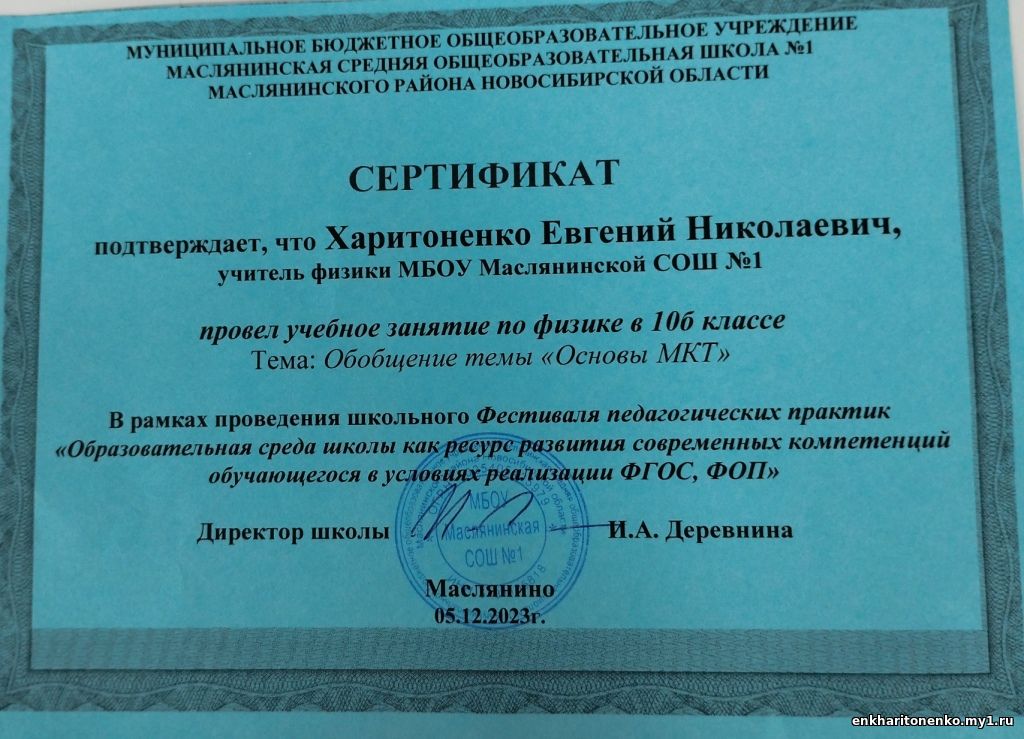 МУНИЦИПАЛЬНОЕ БЮДЖЕТНОЕ ОБЩЕОБРАЗОВАТЕЛЬНОЕ УЧРЕЖДЕНИЕ
МАСЛЯНИНСКАЯ СРЕДНЯЯ ОБЩЕОБРАЗОВАТЕЛЬНАЯ ШКОЛА №1
МАСЛЯНИНСКОГО РАЙОНА НОВОСИБИРСКОЙ ОБЛАСТИ
СЕРТИФИКАТ
подтверждает, что Харитоненко Евгений Николаевич,
учитель физики МБОУ Маслянинской СОШ №1
провел учебное занятие по физике в 10б классе
Тема: Обобщение темы «Основы МКТ»
В рамках проведения школьного Фестиваля педагогических практик
«Образовательная среда школы как ресурс развития современных компетенций
обучающегося в условиях реализации ФГОС, ФОП»
МБОУ
Маслянинская
СОШ №1
Директор школы И.А. Деревнина
Маслянино
05.12.2023г.
enkharitonenko.my1.ru